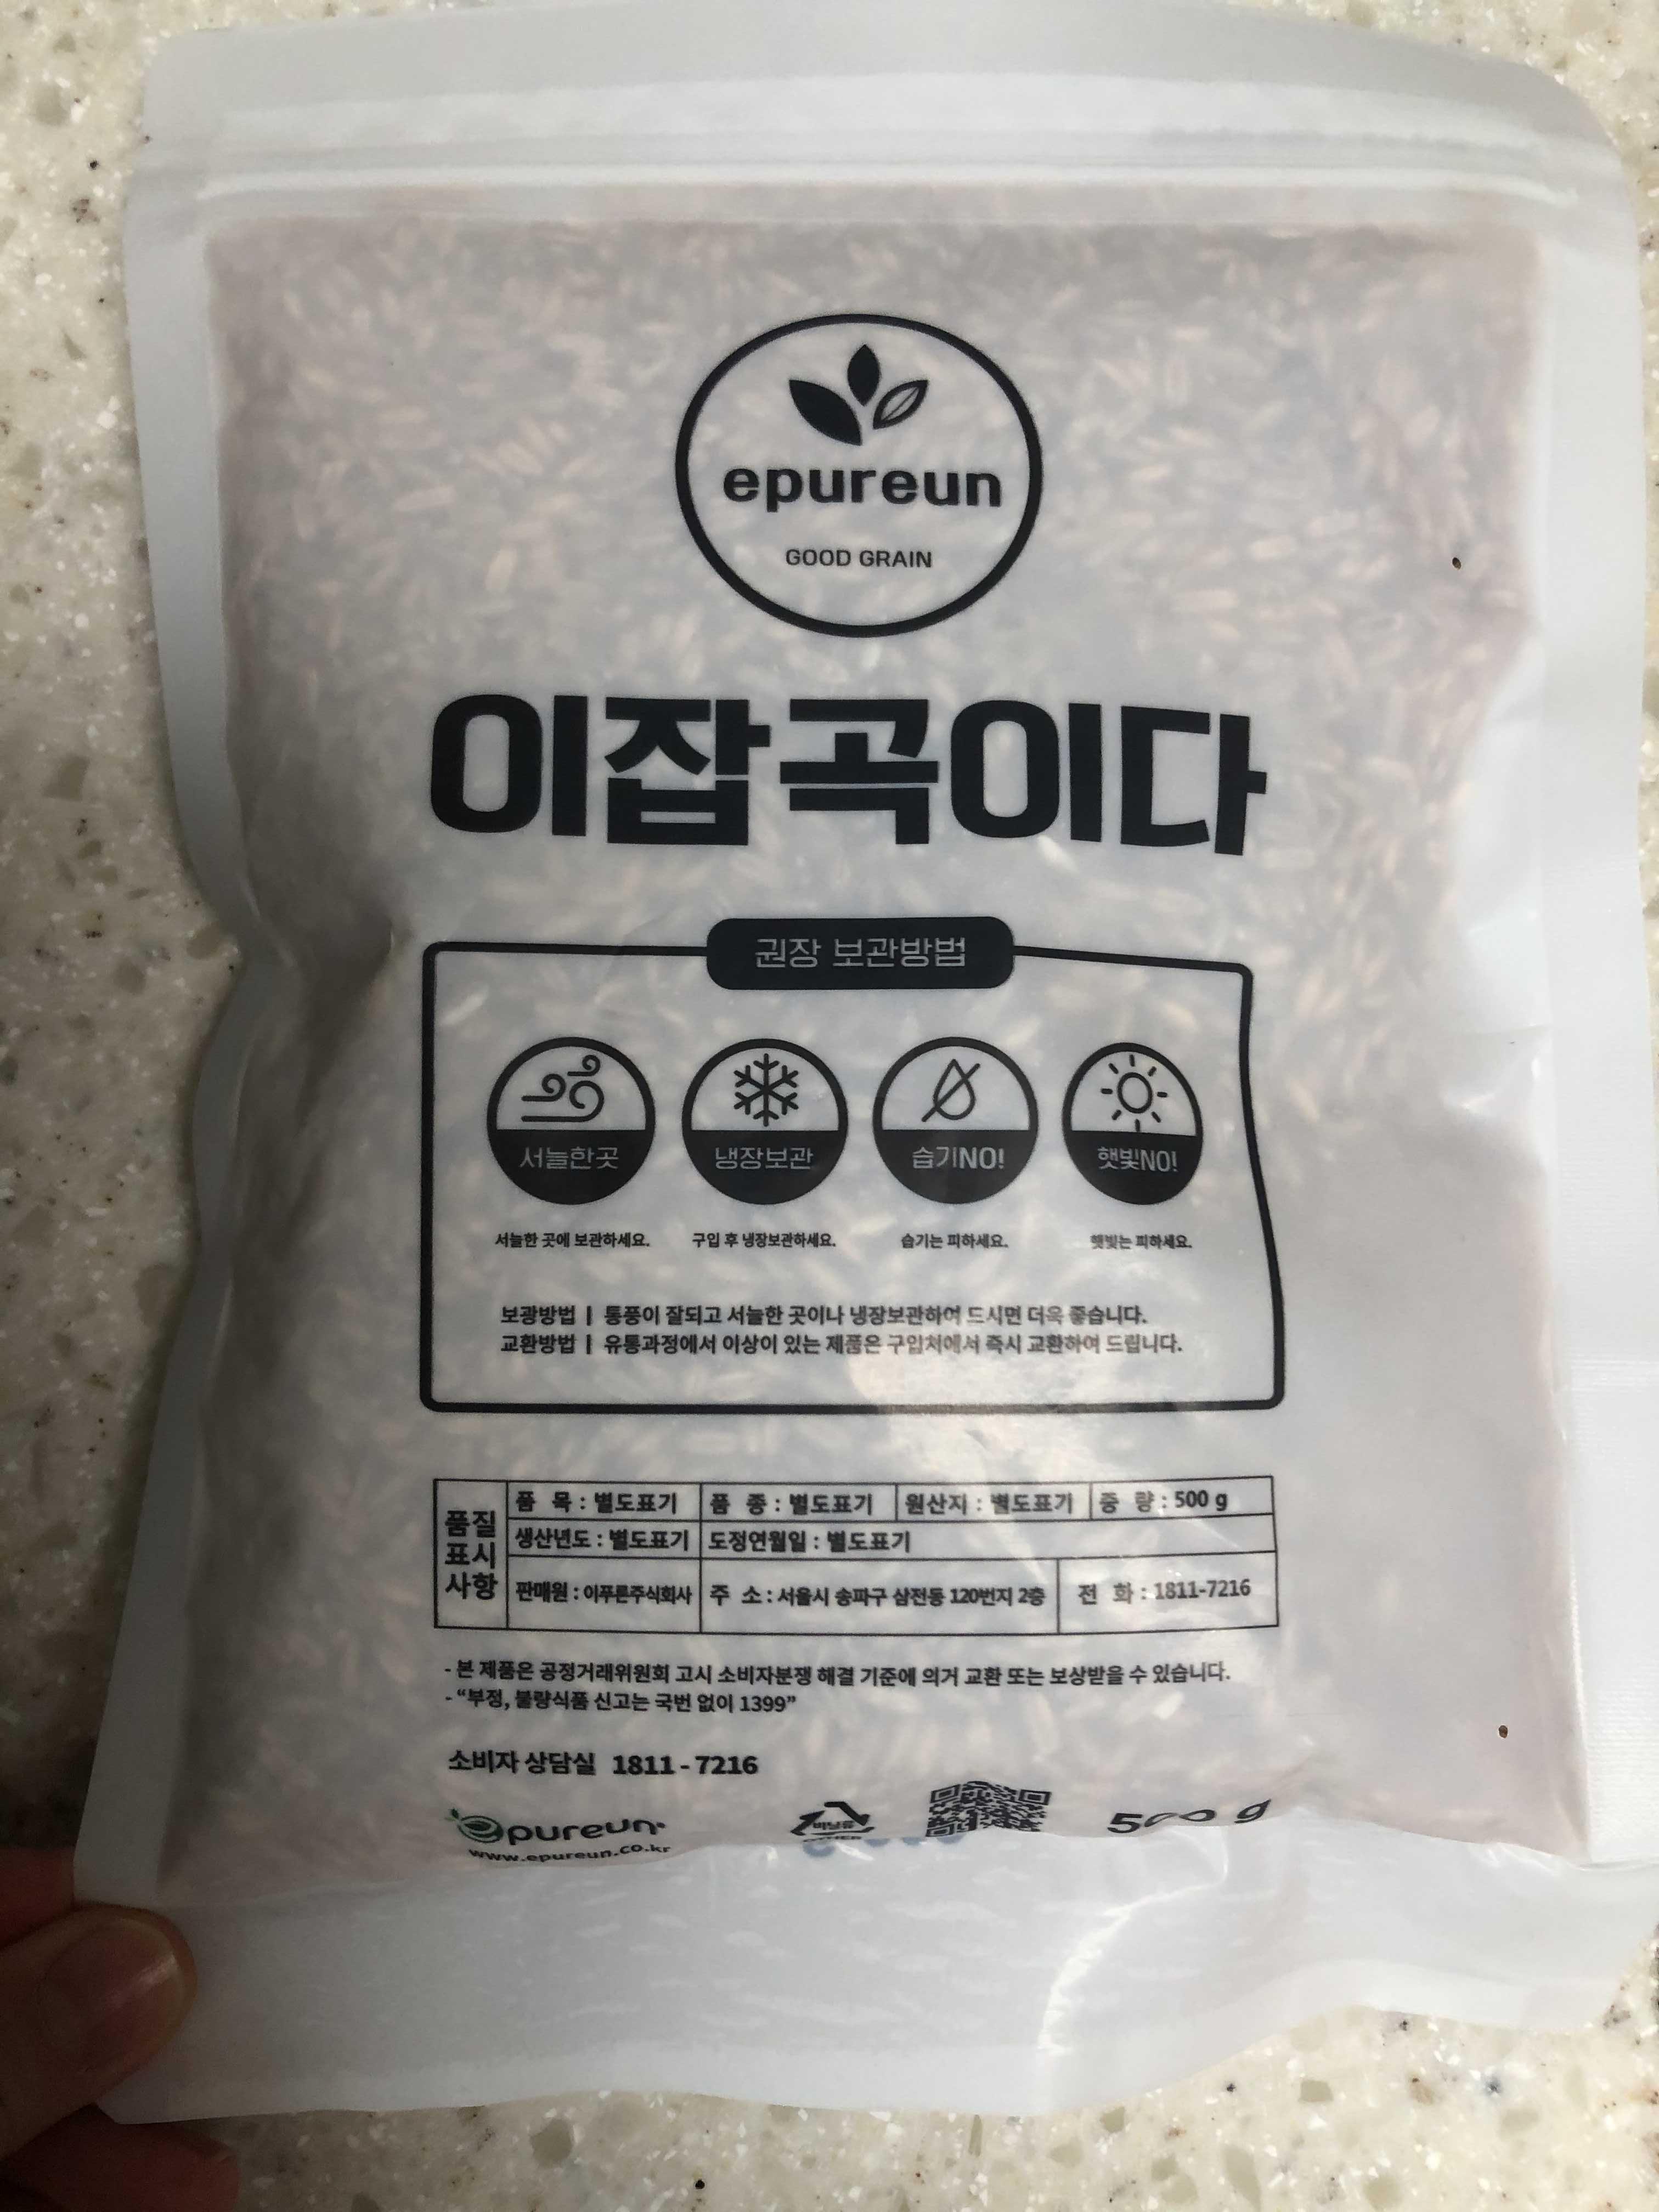 epureun
GOOD GRAIN
이잡곡이다
권장 보관방법
서늘한곳 냉장보관 습기NO! 햇빛NO!
서늘한 곳에 보관하세요. 구입 후 냉장보관하세요. 습기는 피하세요. 햇빛는 피하세요.
보광방법 | 통풍이 잘되고 서늘한 곳이나 냉장보관하여 드시면 더욱 좋습니다.
교환방법 | 유통과정에서 이상이 있는 제품은 구입처에서 즉시 교환하여 드립니다.
품질
표시
사항
품 목 : 별도표기 품 종 : 별도표기 원산지 : 별도표기 중 량 : 500 g
생산년도 : 별도표기 도정연월일 : 별도표기
판매원 : 이푸른주식회사 주 소 : 서울시 송파구 삼전동 120번지 2층 전 화 : 1811-7216
- 본 제품은 공정거래위원회 고시 소비자분쟁 해결 기준에 의거 교환 또는 보상받을 수 있습니다.
- “부정, 불량식품 신고는 국번 없이 1399”
소비자 상담실 1811 - 7216
epureun
www.epureun.co.kr
비닐류
OTHER
500 g